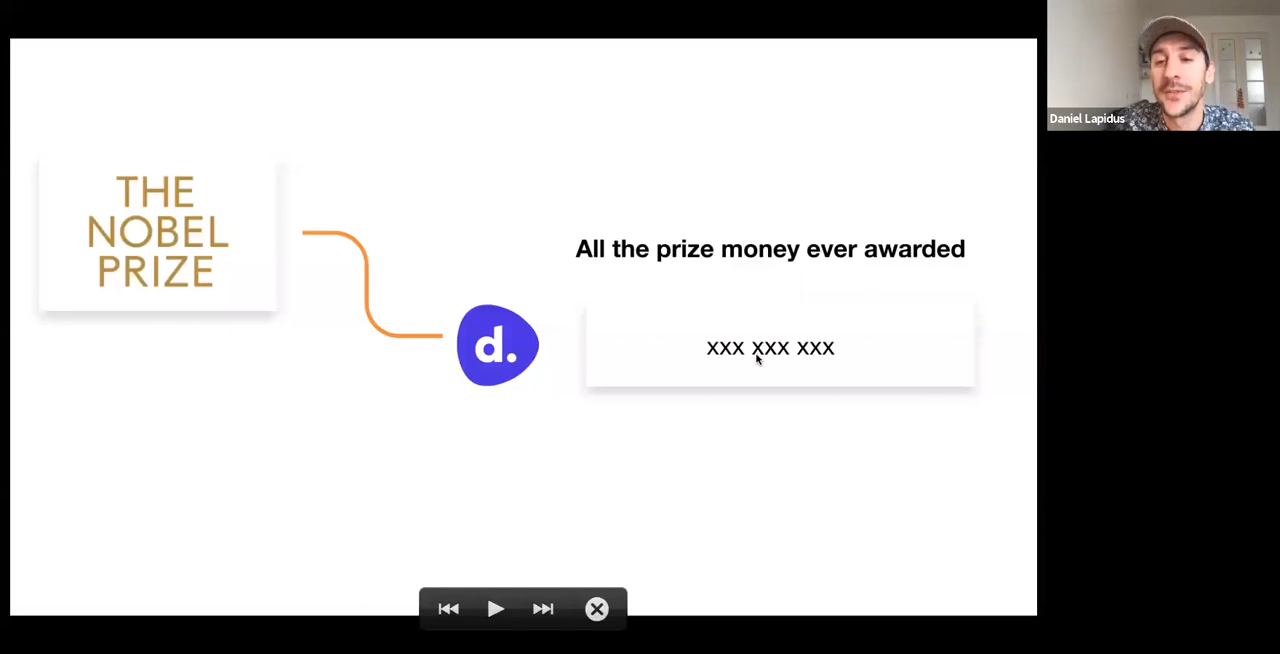 THE
NOBEL
PRIZE
All the prize money ever awarded
d.
xxx xxx xxx
Daniel Lapidus